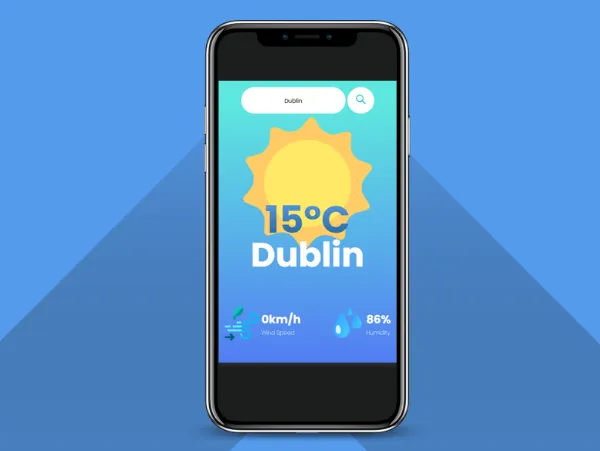 Dublin
15°C
Dublin
0km/h
Wind Speed
86%
Humidity